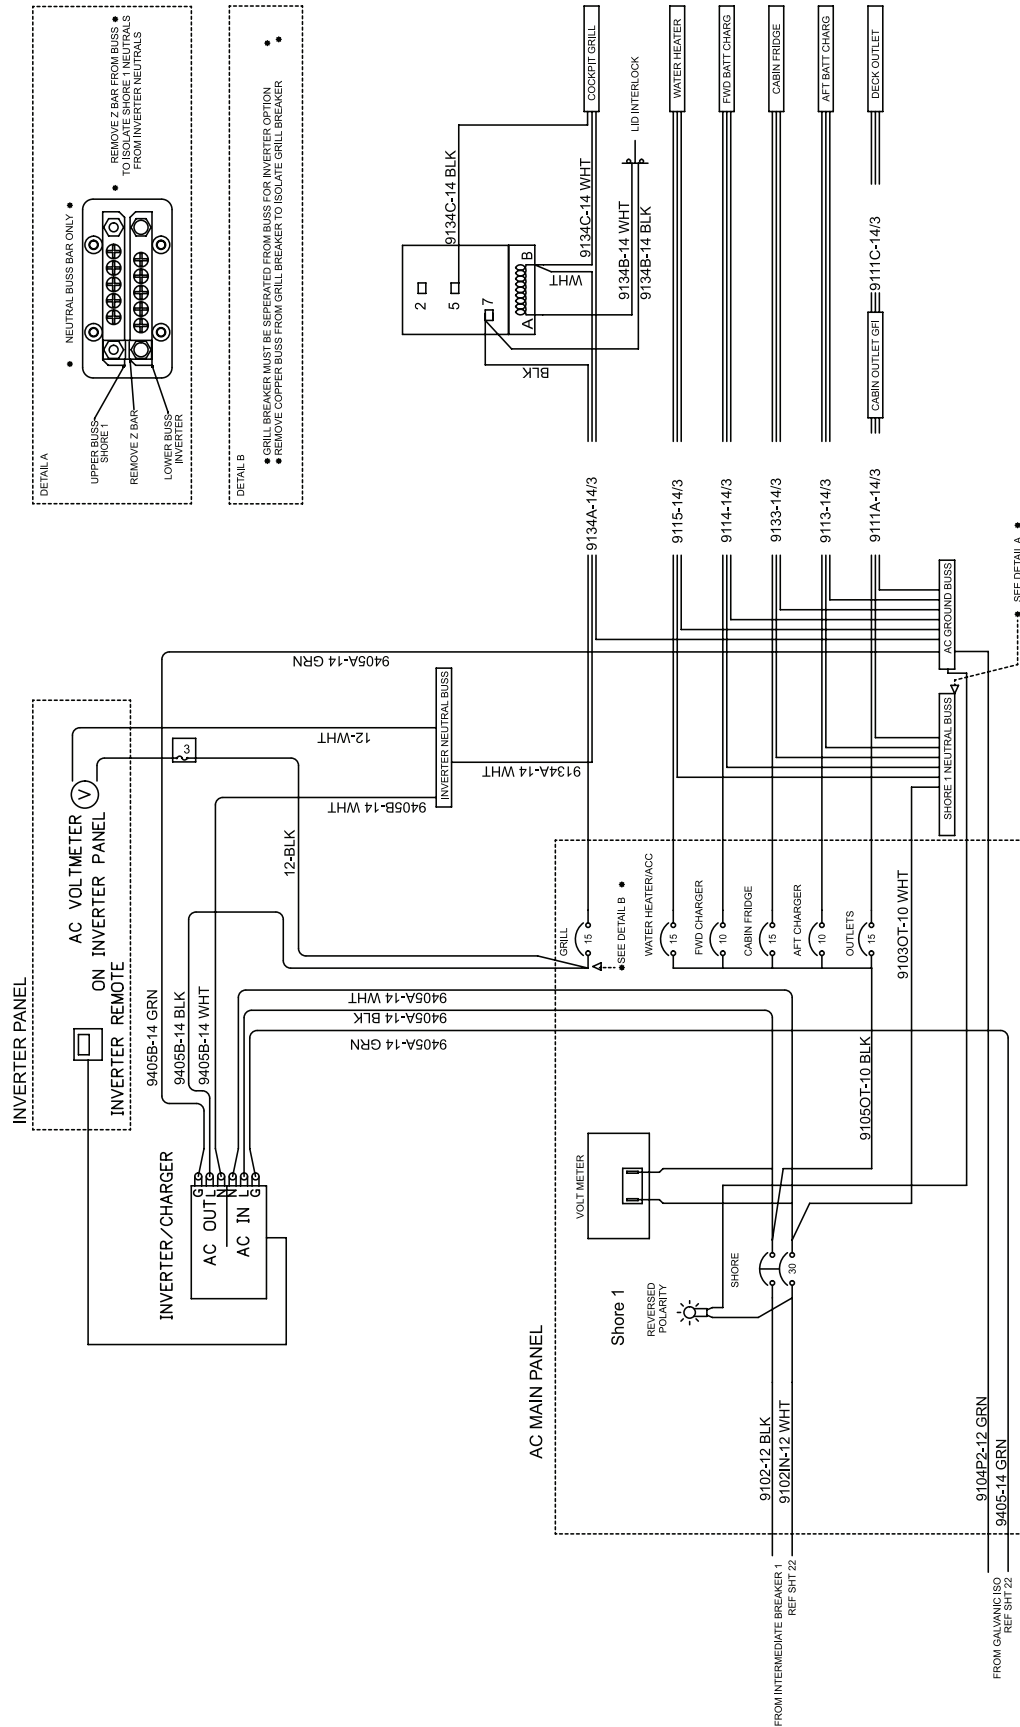 DETAIL A
NEUTRAL BUSS BAR ONLY
REMOVE Z BAR FROM BUSS
TO ISOLATE SHORE 1 NEUTRALS
FROM INVERTER NEUTRALS
UPPER BUSS
SHORE 1
REMOVE Z BAR
LOWER BUSS
INVERTER
DETAIL B
GRILL BREAKER MUST BE SEPERATED FROM BUSS FOR INVERTER OPTION
REMOVE COPPER BUSS FROM GRILL BREAKER TO ISOLATE GRILL BREAKER
INVERTER PANEL
AC VOLTMETER
ON INVERTER PANEL
V
INVERTER REMOTE
3
9405B-14 GRN
9405B-14 BLK
9405B-14 WHT
12-BLK
12-WHT
9405B-14 WHT
9405A-14 GRN
INVERTER NEUTRAL BUSS
9134A-14 WHT
INVERTER/CHARGER
AC OUT
AC IN
G
L
N
N
L
G
9405A-14 WHT
9405A-14 BLK
9405A-14 GRN
2
5
7
A
B
BLK
WHT
9134C-14 BLK
9134C-14 WHT
9134B-14 WHT
9134B-14 BLK
LID INTERLOCK
COCKPIT GRILL
WATER HEATER
FWD BATT CHARG
CABIN FRIDGE
AFT BATT CHARG
DECK OUTLET
9111C-14/3
CABIN OUTLET GFI
9134A-14/3
9115-14/3
9114-14/3
9133-14/3
9113-14/3
9111A-14/3
AC GROUND BUSS
SHORE 1 NEUTRAL BUSS
SEE DETAIL A
AC MAIN PANEL
GRILL
15
SEE DETAIL B
WATER HEATER/ACC
15
FWD CHARGER
10
CABIN FRIDGE
15
AFT CHARGER
10
OUTLETS
15
9103OT-10 WHT
9105OT-10 BLK
VOLT METER
SHORE
30
Shore 1
REVERSED
POLARITY
9102-12 BLK
9102IN-12 WHT
9104P2-12 GRN
9405-14 GRN
FROM INTERMEDIATE BREAKER 1
REF SHT 22
FROM GALVANIC ISO
REF SHT 22